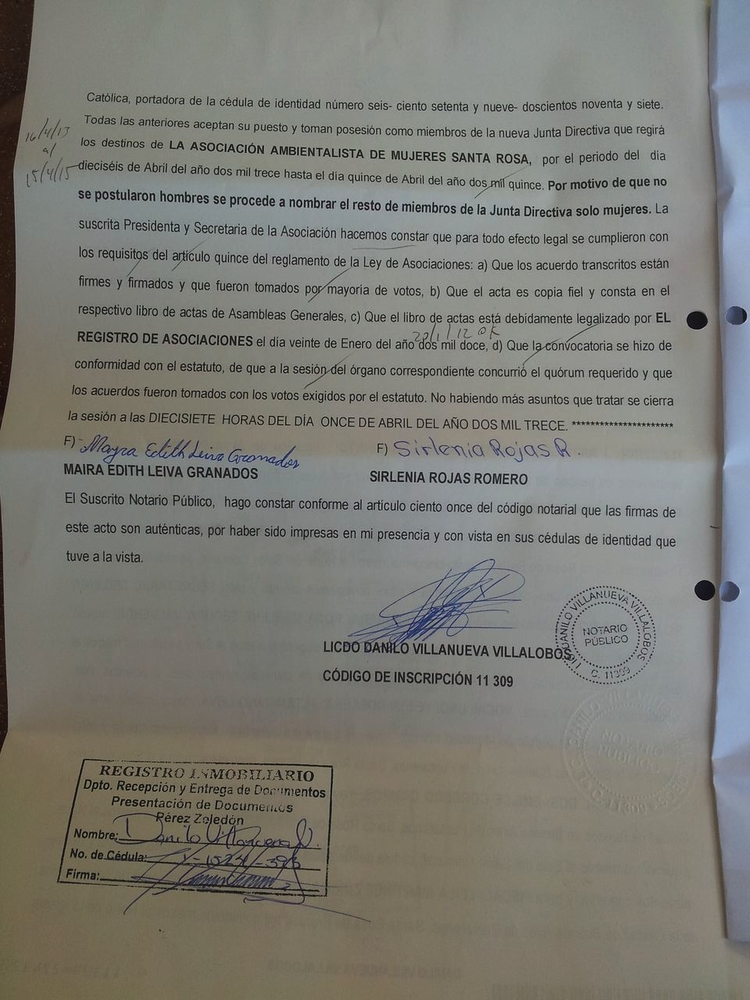 Católica, portadora de la cédula de identidad número seis- ciento setenta y nueve- doscientos noventa y siete.
Todas las anteriores aceptan su puesto y toman posesión como miembros de la nueva Junta Directiva que regirá
16/4/13
al
15/4/15
los destinos de LA ASOCIACIÓN AMBIENTALISTA DE MUJERES SANTA ROSA, por el periodo del día
dieciséis de Abril del año dos mil trece hasta el día quince de Abril del año dos mil quince. Por motivo de que no
se postularon hombres se procede a nombrar el resto de miembros de la Junta Directiva solo mujeres. La
suscrita Presidenta y Secretaria de la Asociación hacemos constar que para todo efecto legal se cumplieron con
los requisitos del artículo quince del reglamento de la Ley de Asociaciones: a) Que los acuerdo transcritos están
firmes y firmados y que fueron tomados por mayoría de votos, b) Que el acta es copia fiel y consta en el
respectivo libro de actas de Asambleas Generales, c) Que el libro de actas está debidamente legalizado por EL
20/1/12 OK
REGISTRO DE ASOCIACIONES el día veinte de Enero del año dos mil doce, d) Que la convocatoria se hizo de
conformidad con el estatuto, de que a la sesión del órgano correspondiente concurrió el quórum requerido y que
los acuerdos fueron tomados con los votos exigidos por el estatuto. No habiendo más asuntos que tratar se cierra
la sesión a las DIECISIETE HORAS DEL DÍA ONCE DE ABRIL DEL AÑO DOS MIL TRECE. **********************
F) Mayra Edith Leiva Granados F) Sirlenia Rojas R.
MAIRA EDITH LEIVA GRANADOS SIRLENIA ROJAS ROMERO
El Suscrito Notario Público, hago constar conforme al artículo ciento once del código notarial que las firmas de
este acto son auténticas, por haber sido impresas en mi presencia y con vista en sus cédulas de identidad que
tuve a la vista.
LICDO DANILO VILLANUEVA VILLALOBOS
CÓDIGO DE INSCRIPCIÓN 11 309
DANILO VILLANUEVA VILLALOBOS
NOTARIO
PÚBLICO
C. 11309
REGISTRO INMOBILIARIO
Dpto. Recepción y Entrega de Documentos
Presentación de Documentos
Pérez Zeledón
Nombre: Danilo Villanueva V.
No. de Cédula:
Firma: